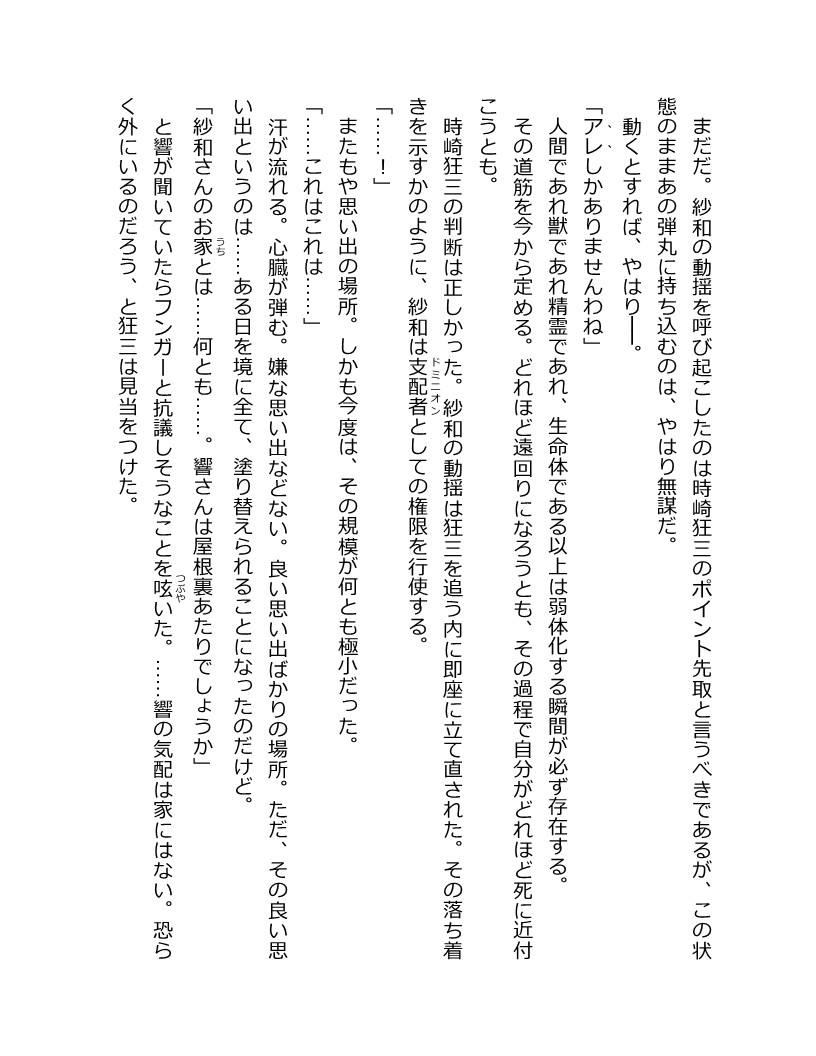 まだだ。紗和の動揺を呼び起こしたのは時崎狂三のポイント先取と言うべきであるが、この状
態のままあの弾丸に持ち込むのは、やはり無謀だ。
　動くとすれば、やはり──。
「アレしかありませんわね」
　人間であれ獣であれ精霊であれ、生命体である以上は弱体化する瞬間が必ず存在する。
　その道筋を今から定める。どれほど遠回りになろうとも、その過程で自分がどれほど死に近付
こうとも。
　時崎狂三の判断は正しかった。紗和の動揺は狂三を追う内に即座に立て直された。その落ち着
きを示すかのように、紗和は支配者ドミニオンとしての権限を行使する。
「……！」
　またもや思い出の場所。しかも今度は、その規模が何とも極小だった。
「……これはこれは……」
　汗が流れる。心臓が弾む。嫌な思い出などない。良い思い出ばかりの場所。ただ、その良い思
い出というのは……ある日を境に全て、塗り替えられることになったのだけど。
「紗和さんのお家うちとは……何とも……。響さんは屋根裏あたりでしょうか」
　と響が聞いていたらフンガーと抗議しそうなことを呟つぶやいた。……響の気配は家にはない。恐ら
く外にいるのだろう、と狂三は見当をつけた。